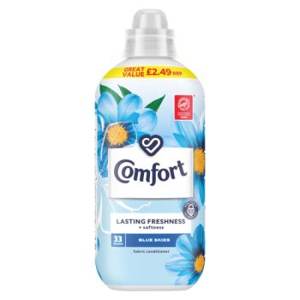 GREAT
VALUE £2.49
Comfort
LASTING FRESHNESS
+ softness
33
BLUE SKIES
fabric conditioner